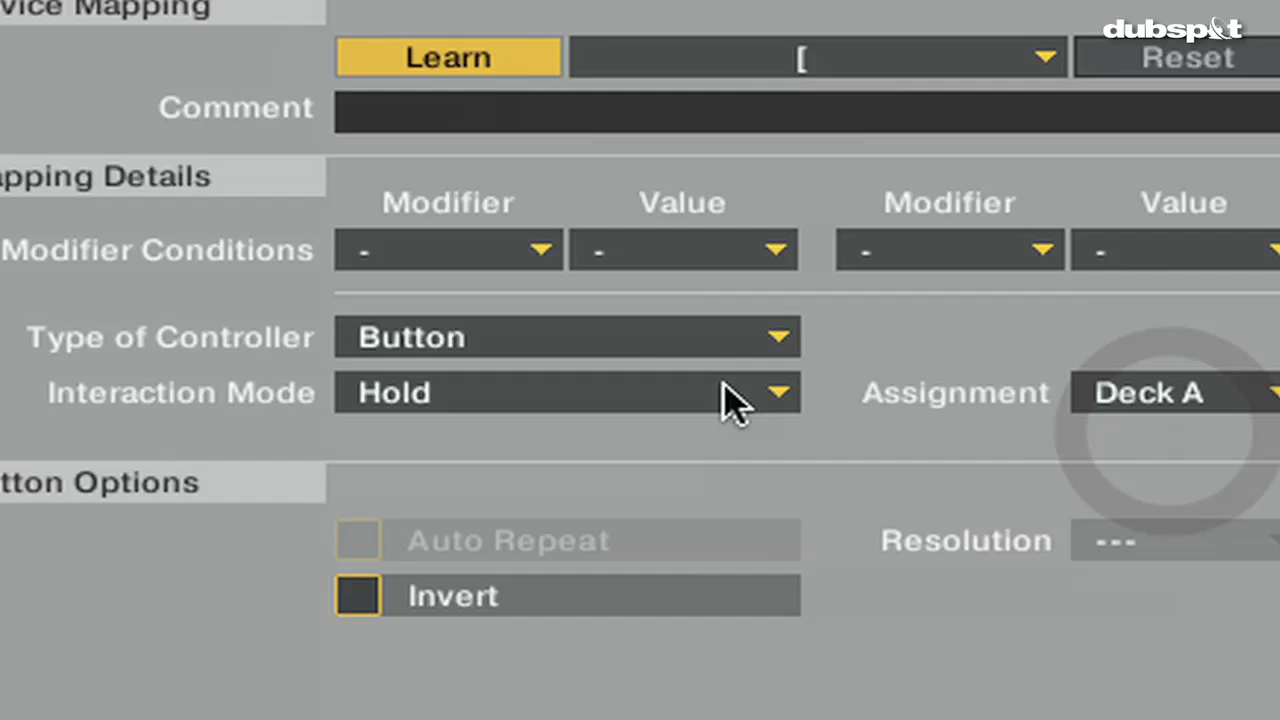 vice Mapping
dubspot
Learn [ Reset
Comment
apping Details
Modifier Value Modifier Value
Modifier Conditions - - - -
Type of Controller Button
Interaction Mode Hold Assignment Deck A
tton Options
Auto Repeat Resolution ---
Invert